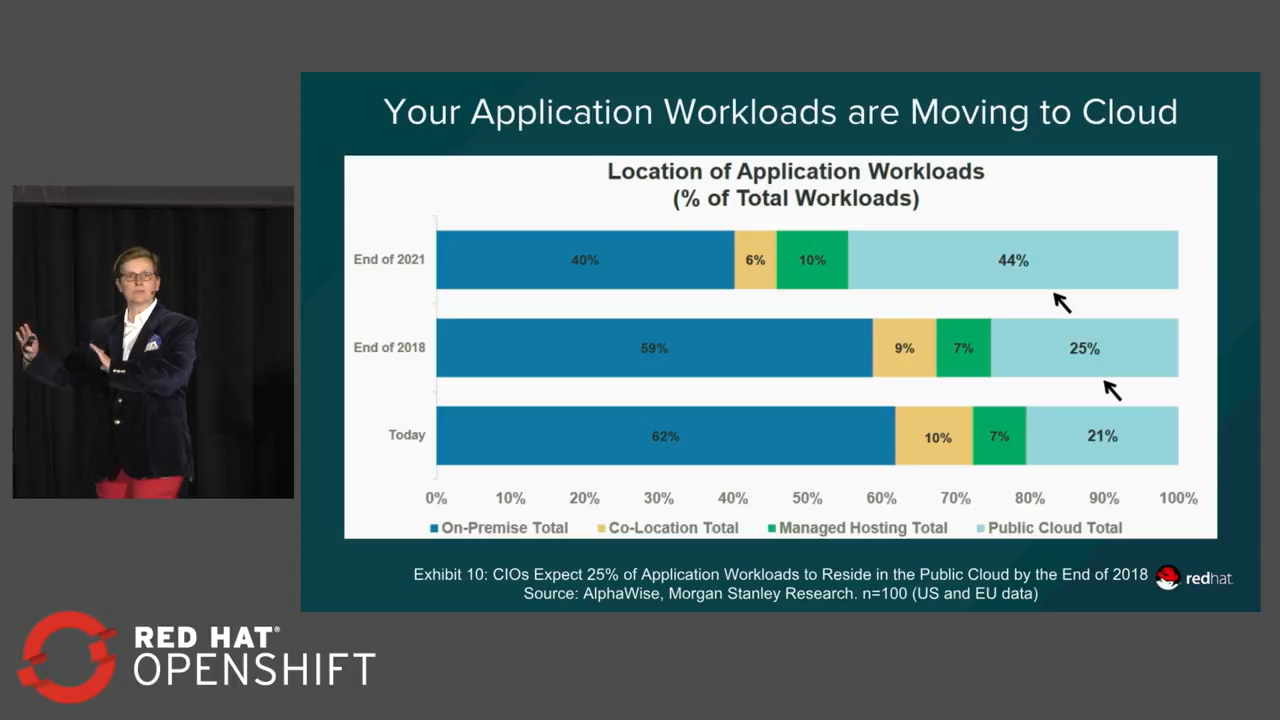 Your Application Workloads are Moving to Cloud
Location of Application Workloads
(% of Total Workloads)
End of 2021
40%
6%
10%
44%
End of 2018
59%
9%
7%
25%
Today
62%
10%
7%
21%
0% 10% 20% 30% 40% 50% 60% 70% 80% 90% 100%
On-Premise Total Co-Location Total Managed Hosting Total Public Cloud Total
Exhibit 10: CIOs Expect 25% of Application Workloads to Reside in the Public Cloud by the End of 2018
Source: AlphaWise, Morgan Stanley Research. n=100 (US and EU data)
redhat.
RED HAT®
OPENSHIFT